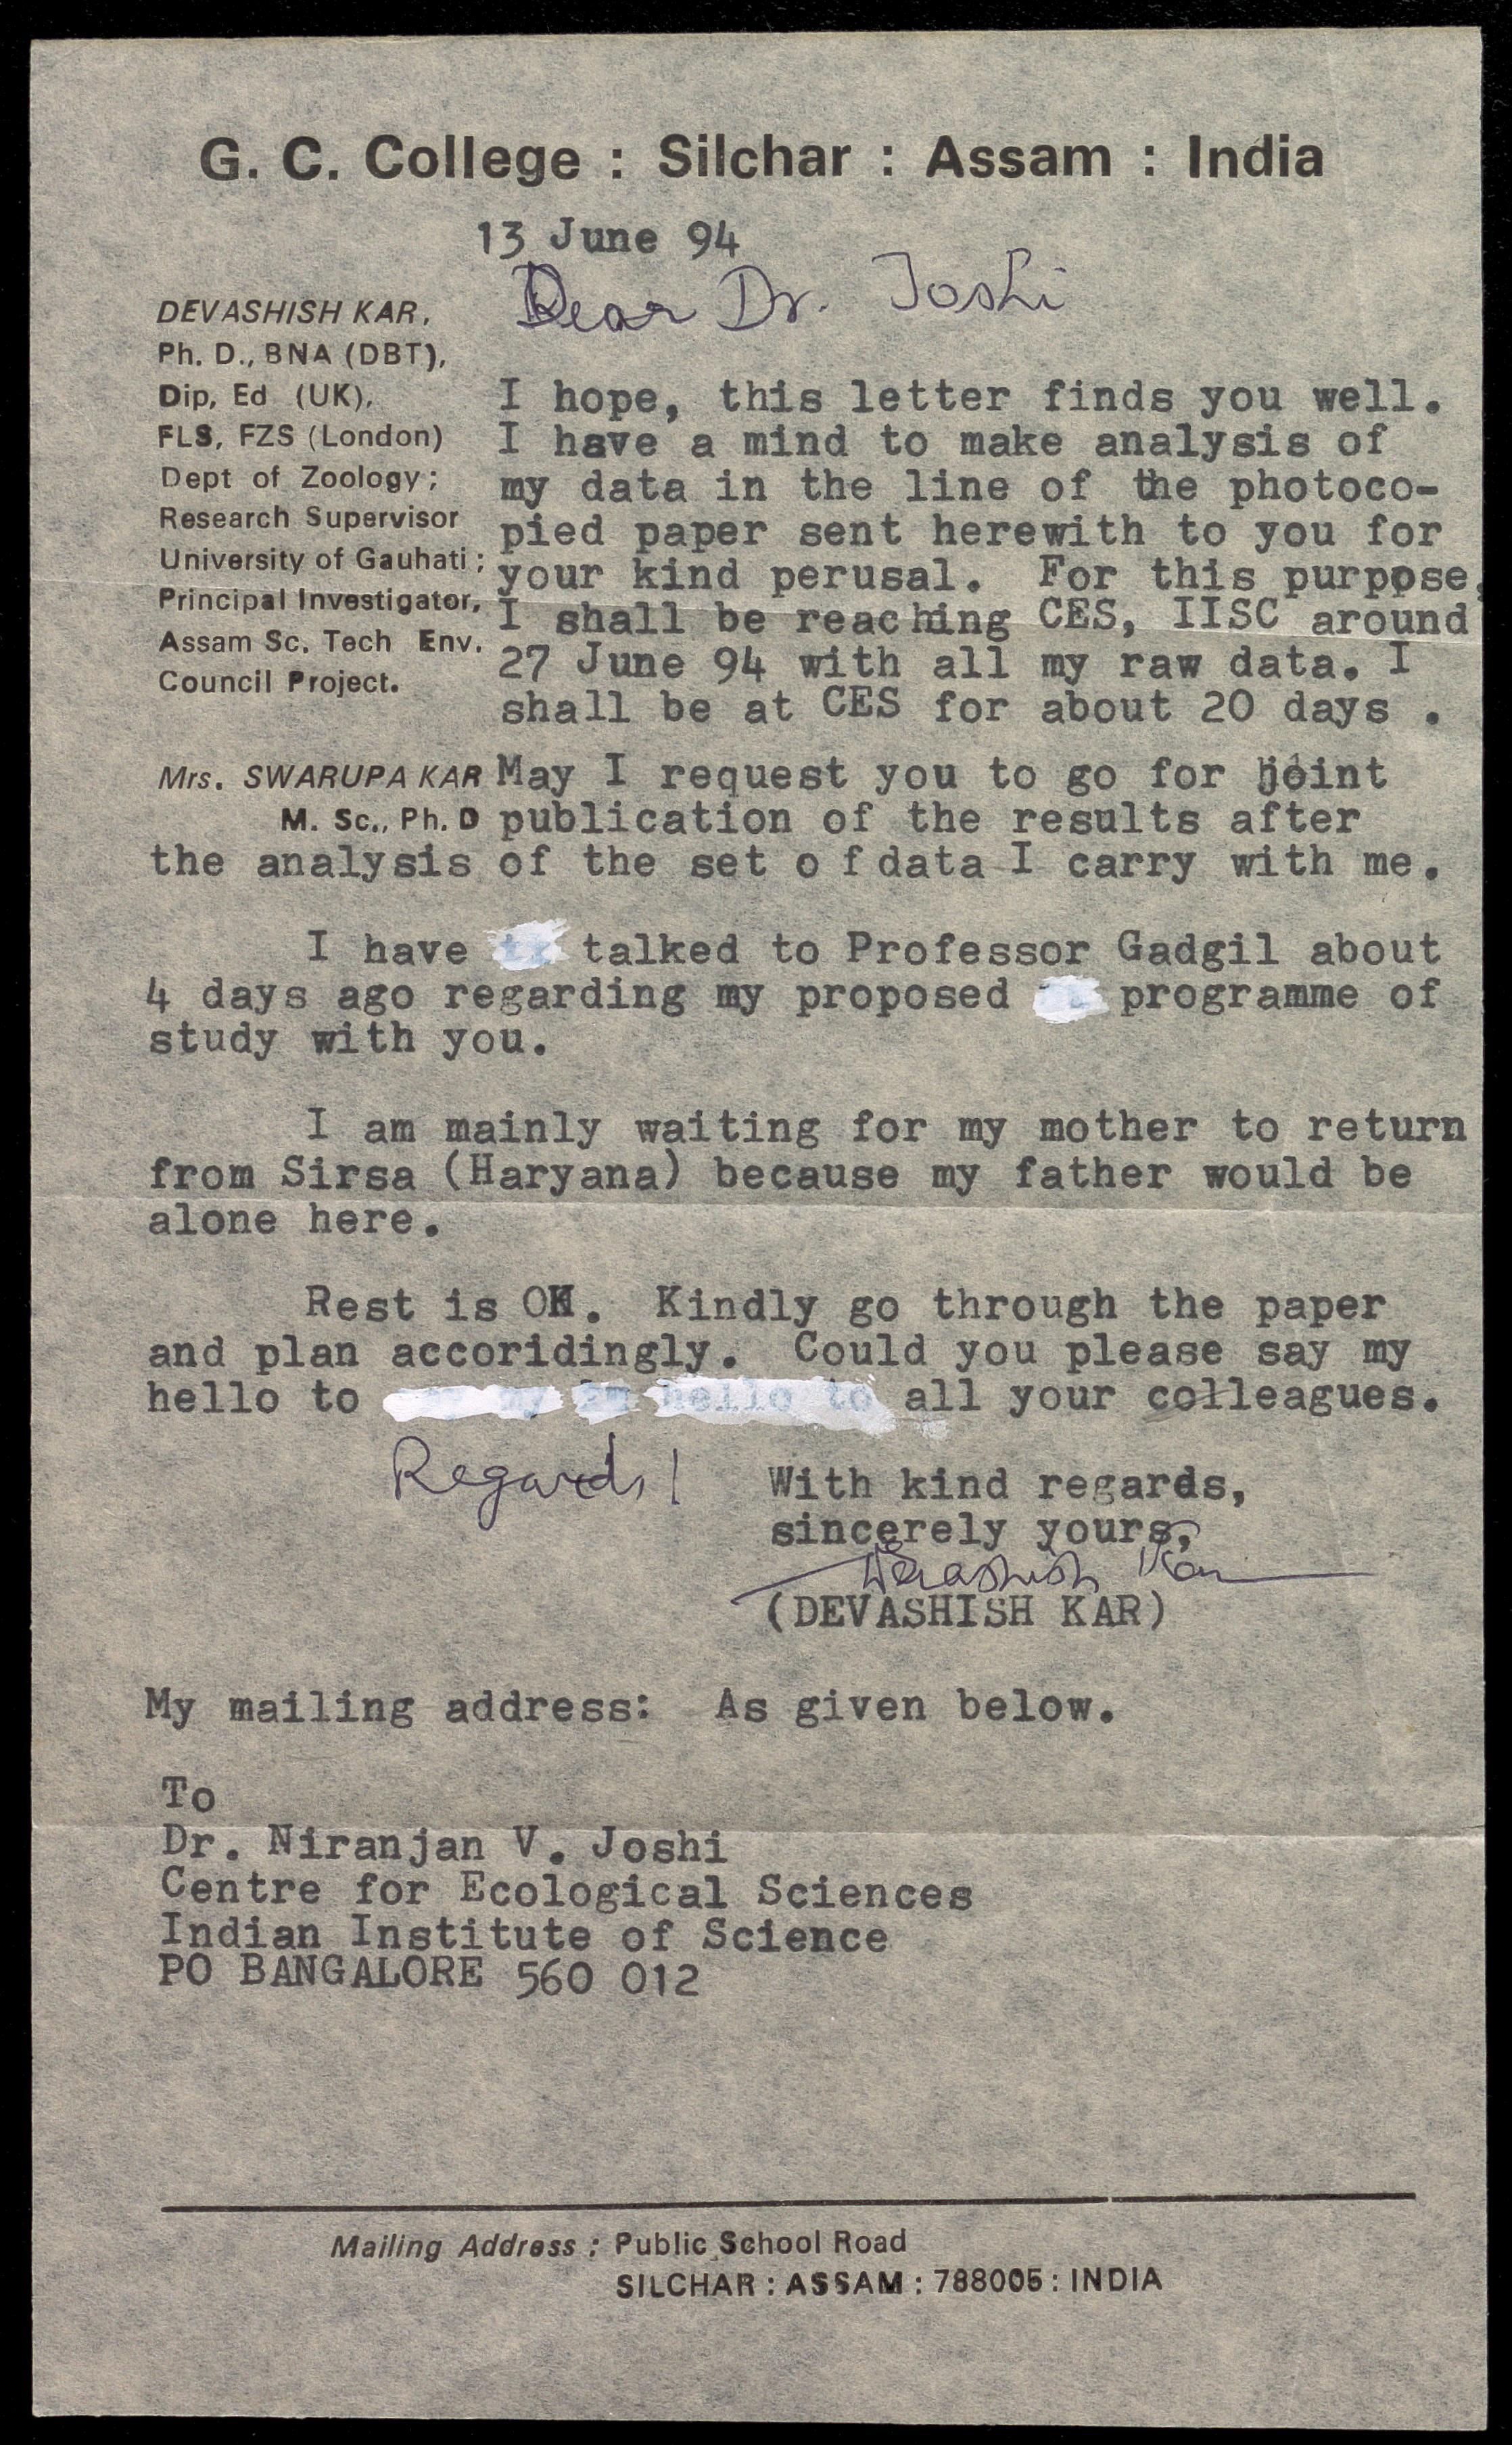 G. C. College : Silchar : Assam : India
13 June 94
Dear Dr. Joshi
DEVASHISH KAR,
Ph. D., BNA (DBT),
Dip, Ed (UK),
FLS, FZS (London)
Dept of Zoology;
Research Supervisor
University of Gauhati ;
Principal Investigator,
Assam Sc. Tech Env.
Council Project.
Mrs. SWARUPA KAR
M. Sc., Ph. D
I hope, this letter finds you well.
I have a mind to make analysis of
my data in the line of the photoco-
pied paper sent herewith to you for
your kind perusal. For this purpose,
I shall be reaching CES, IISC around
27 June 94 with all my raw data. I
shall be at CES for about 20 days .
May I request you to go for joint
publication of the results after
the analysis of the set o f data I carry with me.
I have talked to Professor Gadgil about
4 days ago regarding my proposed programme of
study with you.
I am mainly waiting for my mother to return
from Sirsa (Haryana) because my father would be
alone here.
Rest is OK. Kindly go through the paper
and plan accoridingly. Could you please say my
hello to all your colleagues.
Regards!
With kind regards,
sincerely yours,
Devashish Kar
(DEVASHISH KAR)
My mailing address: As given below.
To
Dr. Niranjan V. Joshi
Centre for Ecological Sciences
Indian Institute of Science
PO BANGALORE 560 012
Mailing Address : Public School Road
SILCHAR : ASSAM : 788005 : INDIA